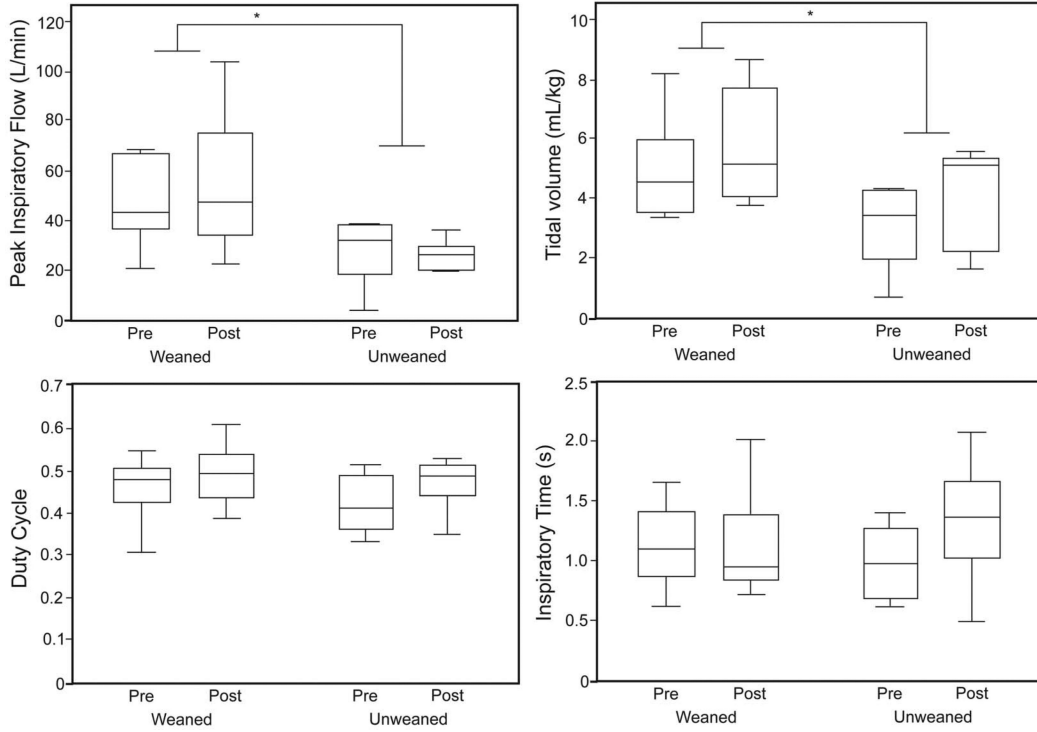 Peak Inspiratory Flow (L/min)
120
100
80
60
40
20
0
*
Pre Post Pre Post
Weaned Unweaned
Tidal volume (mL/kg)
10
8
6
4
2
0
*
Pre Post Pre Post
Weaned Unweaned
Duty Cycle
0.7
0.6
0.5
0.4
0.3
0.2
0.1
0
Pre Post Pre Post
Weaned Unweaned
Inspiratory Time (s)
2.5
2.0
1.5
1.0
0.5
0
Pre Post Pre Post
Weaned Unweaned